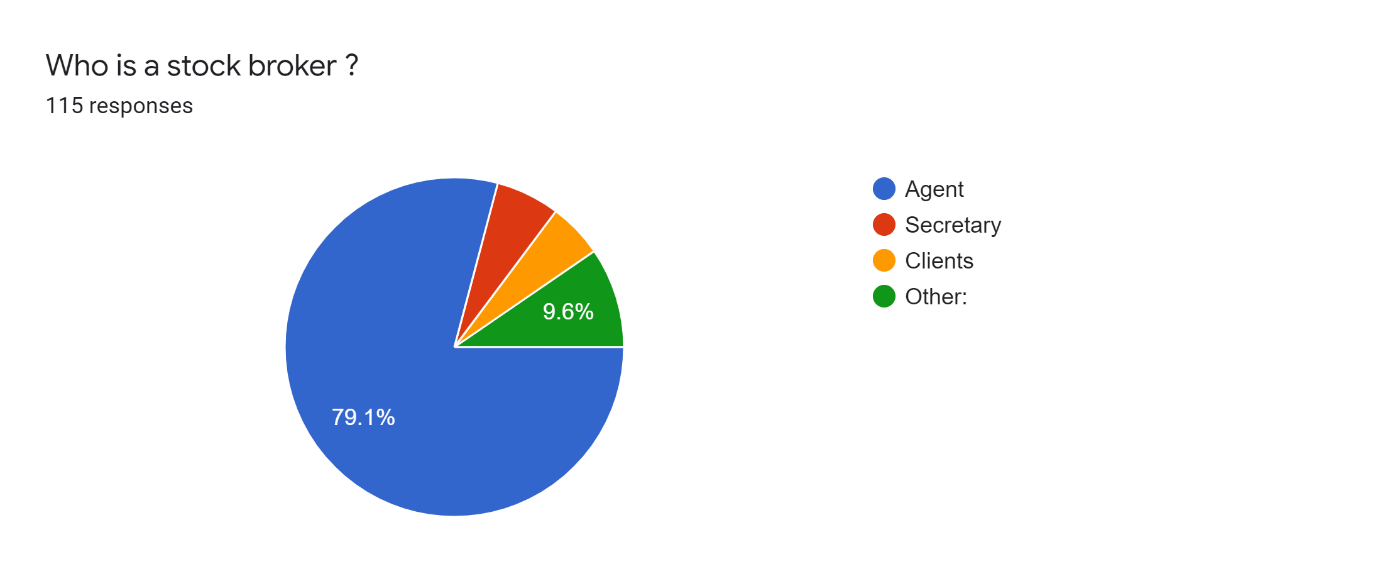 Who is a stock broker ?
115 responses
Agent
Secretary
Clients
Other:
9.6%
79.1%